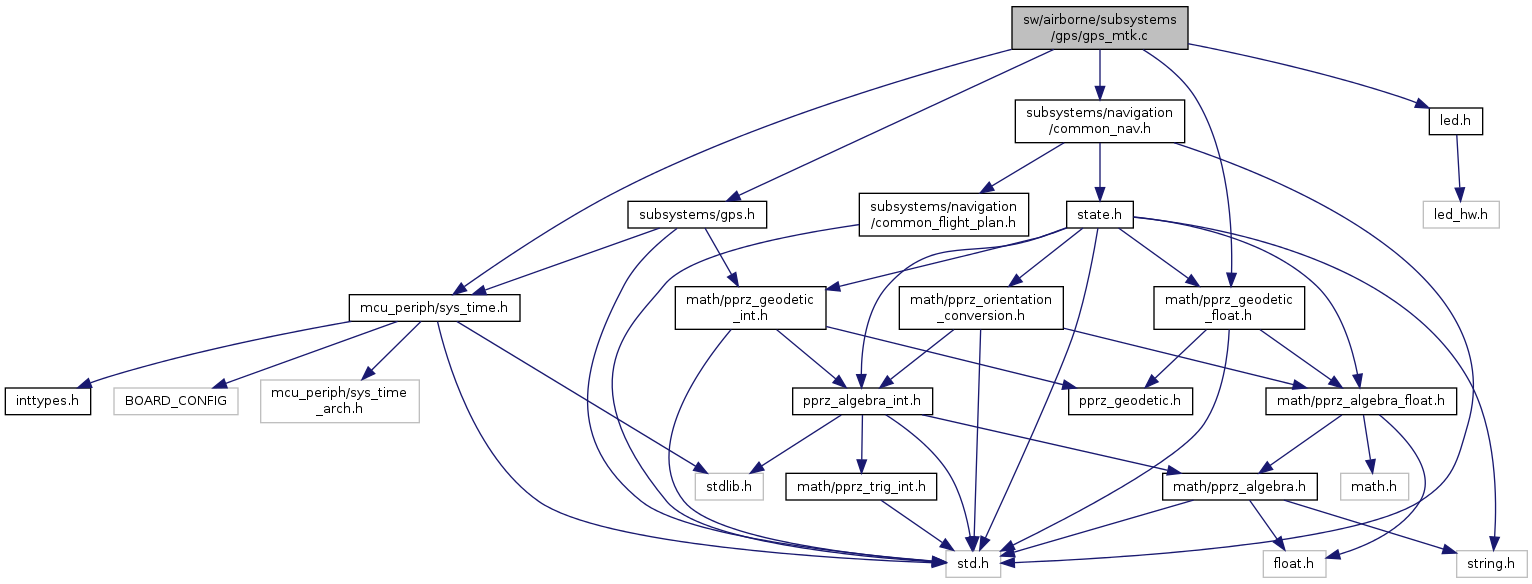 sw/airborne/subsystems
/gps/gps_mtk.c
subsystems/navigation
/common_nav.h
led.h
subsystems/gps.h
subsystems/navigation
/common_flight_plan.h
state.h
led_hw.h
mcu_periph/sys_time.h
math/pprz_geodetic
_int.h
math/pprz_orientation
_conversion.h
math/pprz_geodetic
_float.h
inttypes.h
BOARD_CONFIG
mcu_periph/sys_time
_arch.h
pprz_algebra_int.h
pprz_geodetic.h
math/pprz_algebra_float.h
stdlib.h
math/pprz_trig_int.h
math/pprz_algebra.h
math.h
std.h
float.h
string.h